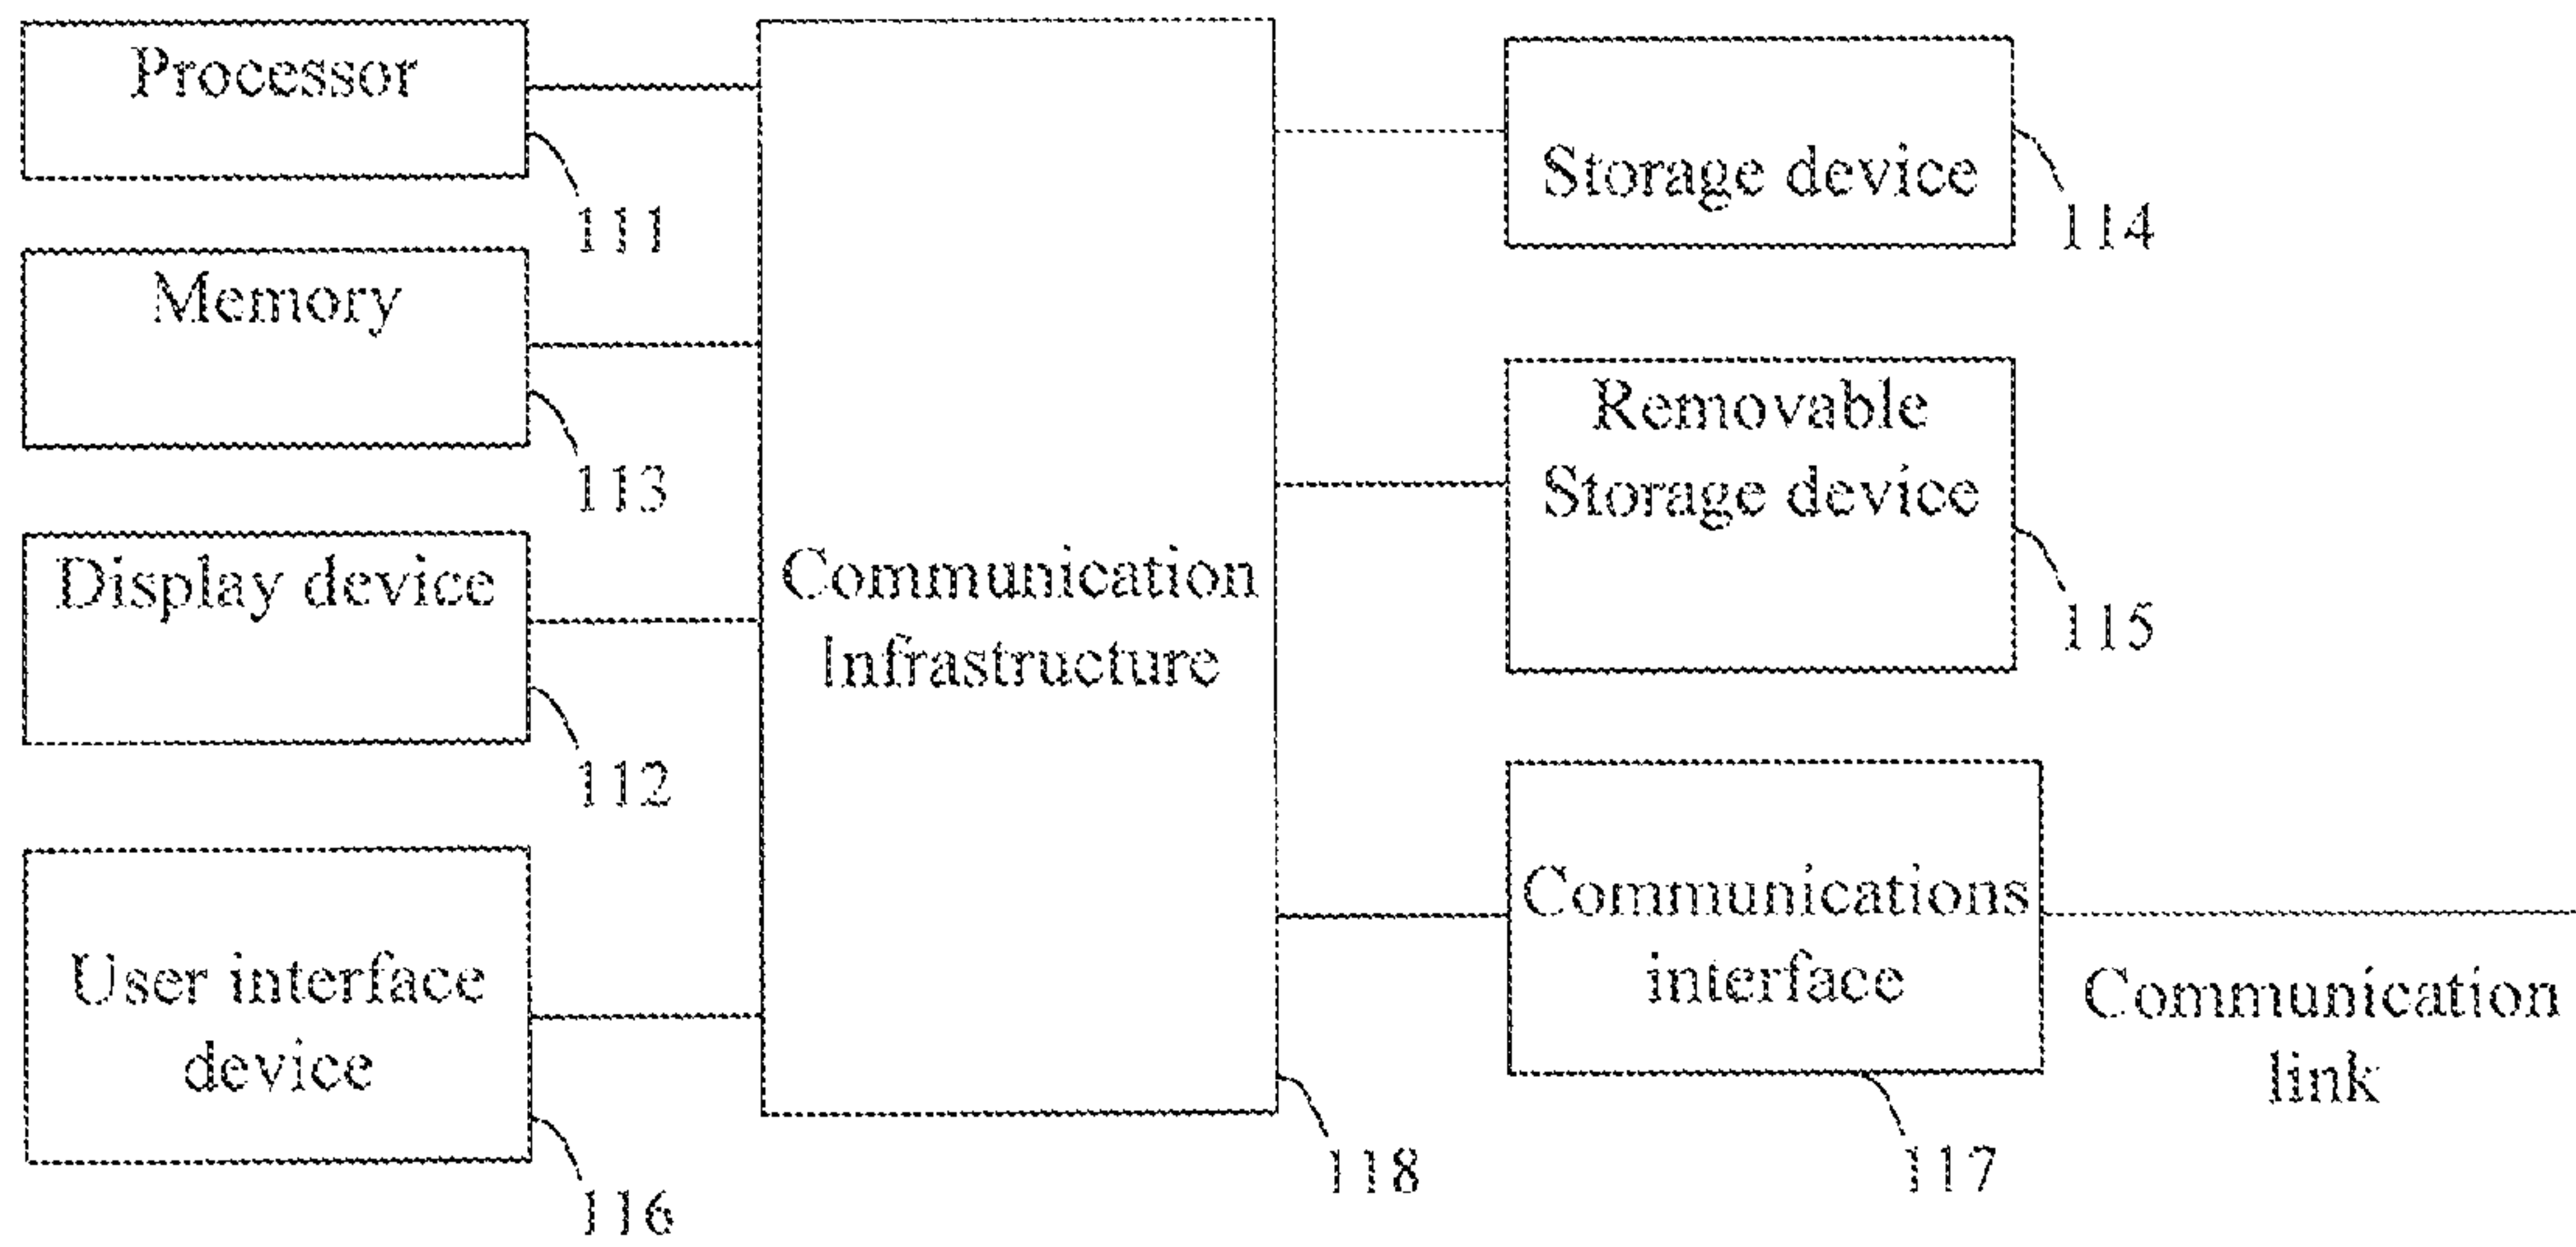 Processor
111
Memory
113
Display device
112
User interface
device
116
Communication
Infrastructure
118
Storage device
114
Removable
Storage device
115
Communications
interface
117
Communication
link